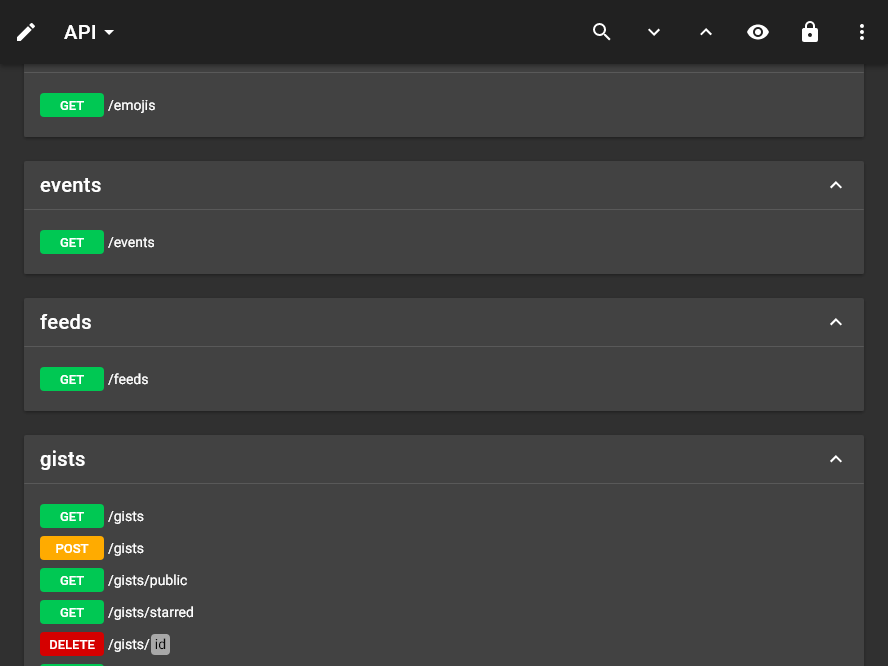 API
GET /emojis
events
GET /events
feeds
GET /feeds
gists
GET /gists
POST /gists
GET /gists/public
GET /gists/starred
DELETE /gists/id